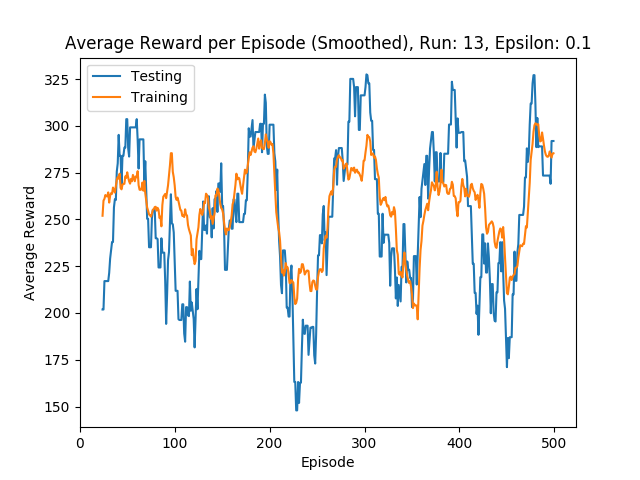 Average Reward per Episode (Smoothed), Run: 13, Epsilon: 0.1
Testing
Training
Average Reward
325
300
275
250
225
200
175
150
0 100 200 300 400 500
Episode